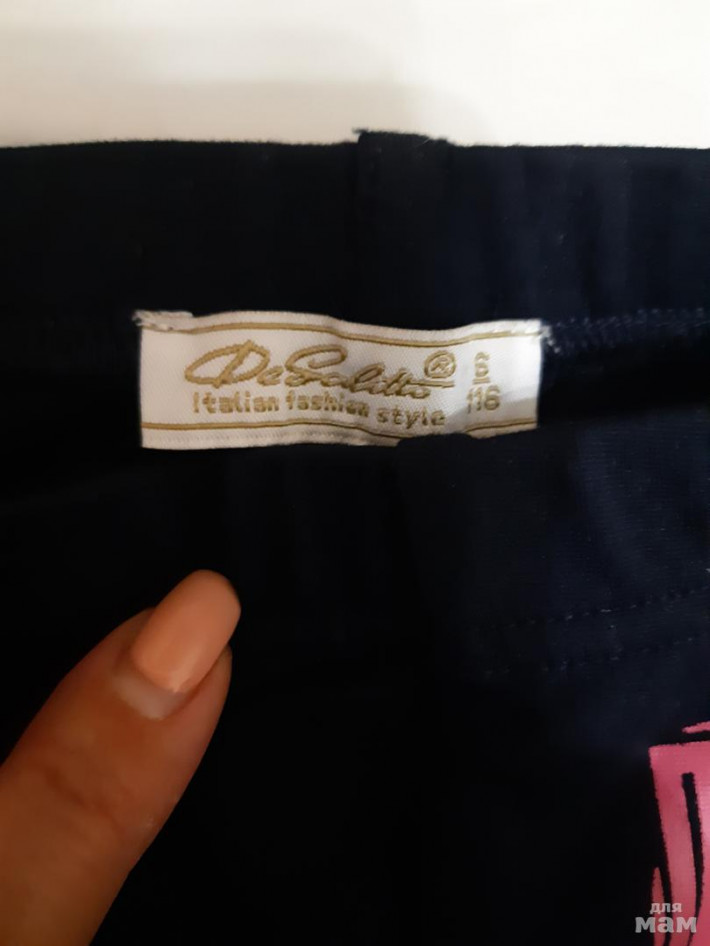 DeSalitto ® 6
Italian fashion style 116
для
мам